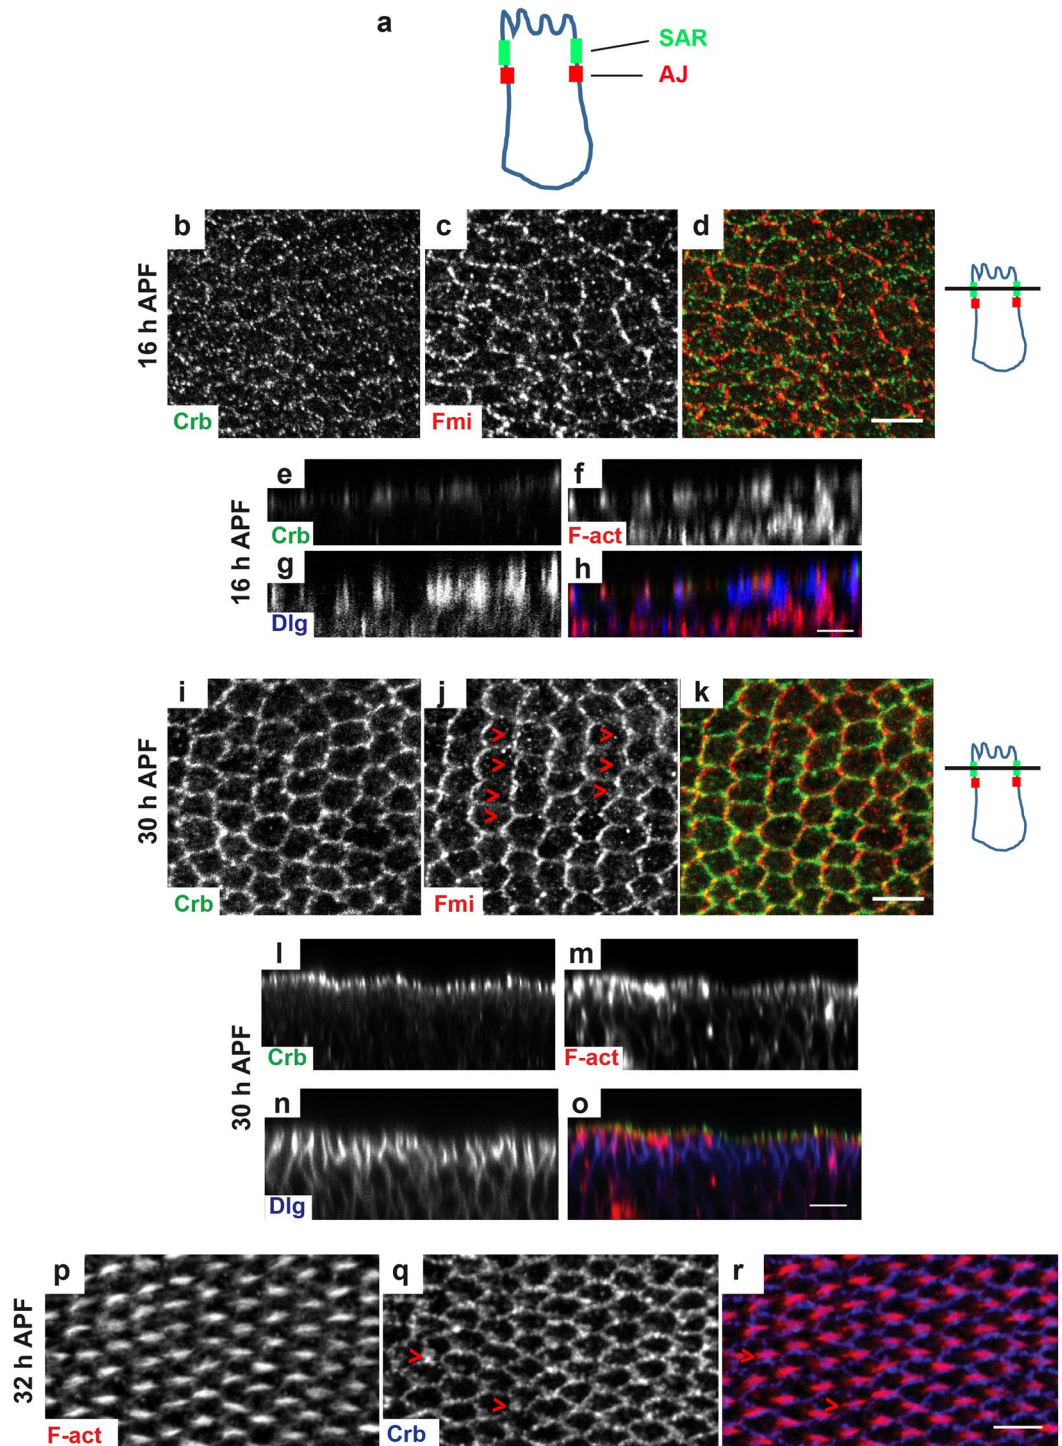 a
SAR
AJ
16 h APF
b
Crb
c
Fmi
d
16 h APF
e
Crb
f
F-act
g
Dlg
h
30 h APF
i
Crb
j
>
>
>
>
>
>
>
Fmi
k
30 h APF
l
Crb
m
F-act
n
Dlg
o
32 h APF
p
F-act
q
>
>
Crb
r
>
>